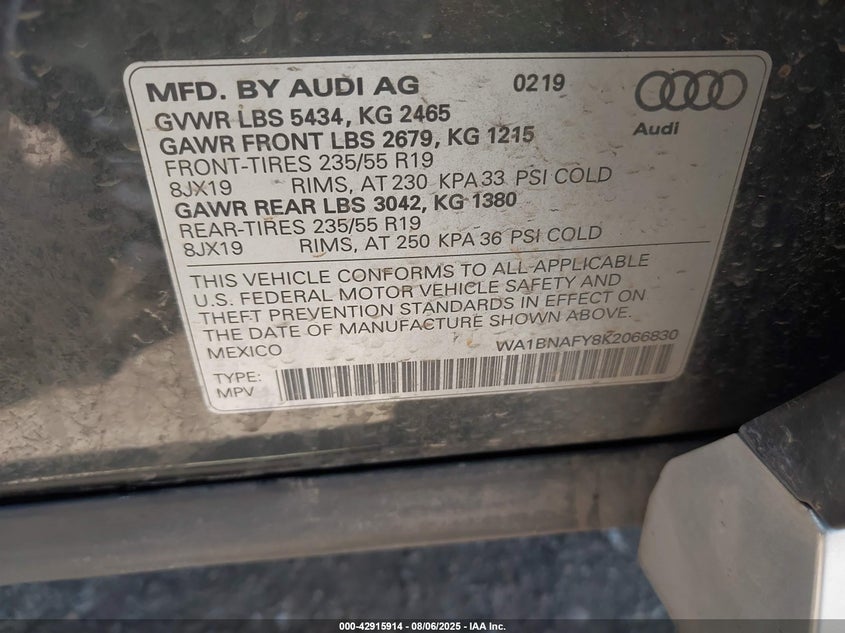 MFD. BY AUDI AG 0219
GVWR LBS 5434, KG 2465
Audi
GAWR FRONT LBS 2679, KG 1215
FRONT-TIRES 235/55 R19
8JX19 RIMS, AT 230 KPA 33 PSI COLD
GAWR REAR LBS 3042, KG 1380
REAR-TIRES 235/55 R19
8JX19 RIMS, AT 250 KPA 36 PSI COLD
THIS VEHICLE CONFORMS TO ALL APPLICABLE
U.S. FEDERAL MOTOR VEHICLE SAFETY AND
THEFT PREVENTION STANDARDS IN EFFECT ON
THE DATE OF MANUFACTURE SHOWN ABOVE.
MEXICO WA1BNAFY8K2066830
TYPE:
MPV
000-42915914 - 08/06/2025 - IAA Inc.